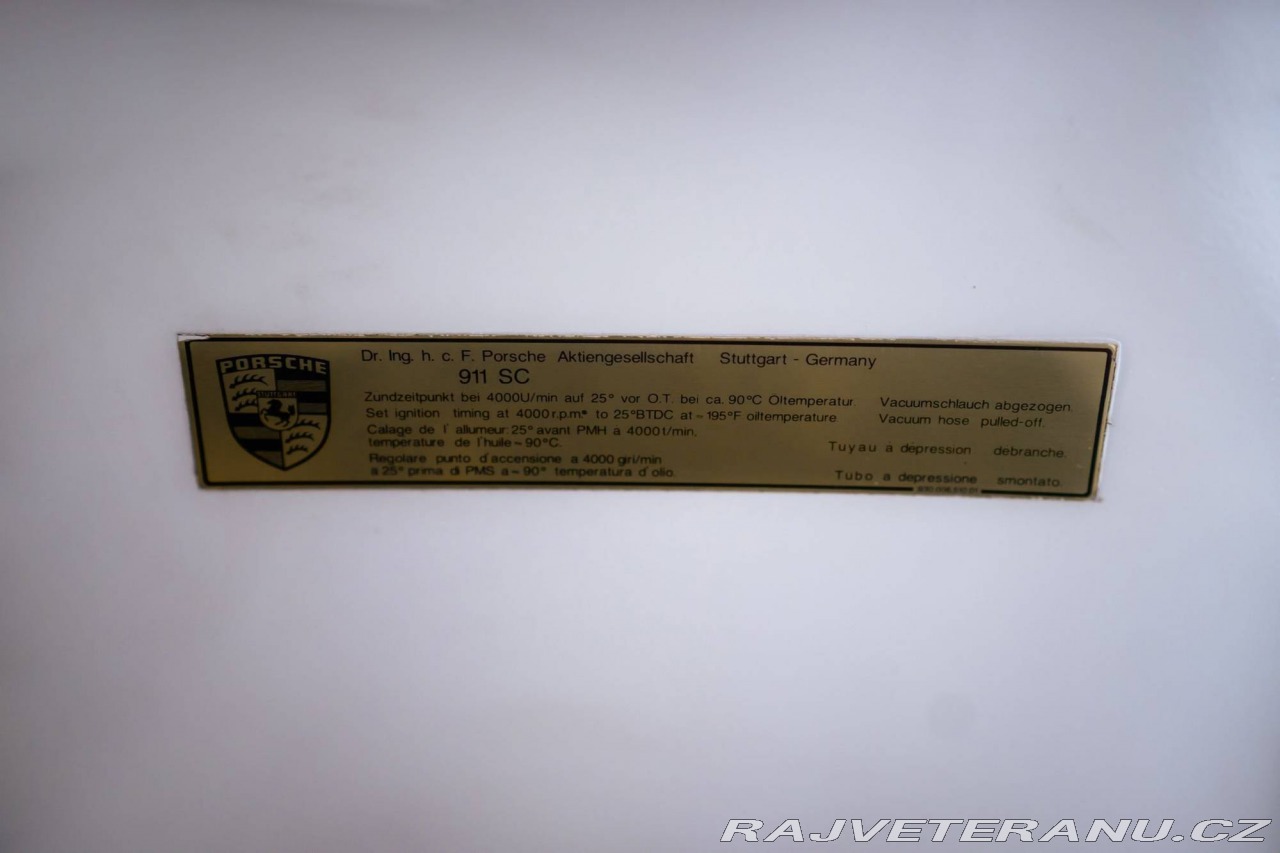 PORSCHE
STUTTGART
Dr. Ing. h. c. F. Porsche Aktiengesellschaft Stuttgart - Germany
911 SC
Zundzeitpunkt bei 4000U/min auf 25° vor O.T. bei ca. 90°C Öltemperatur. Vacuumschlauch abgezogen.
Set ignition timing at 4000 r.p.m. to 25°BTDC at ~195°F oiltemperature. Vacuum hose pulled-off.
Calage de l'allumeur: 25° avant PMH a 4000 t/min,
temperature de l'huile ~90°C. Tuyau a depression debranche.
Regolare punto d'accensione a 4000 giri/min
a 25° prima di PMS a ~90° temperatura d'olio. Tubo a depressione smontato.
RAJVETERANU.CZ